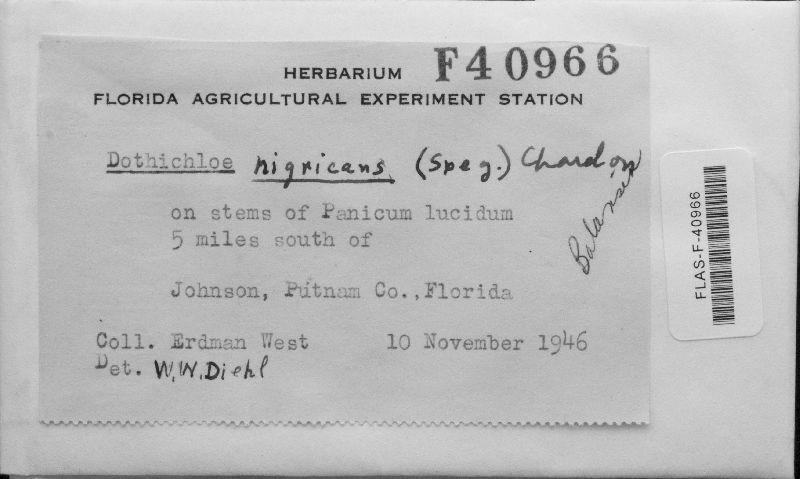 HERBARIUM F40966
FLORIDA AGRICULTURAL EXPERIMENT STATION
Dothichloe nigricans (Speg.) Chardon
Balansia
on stems of Panicum lucidum
5 miles south of
Johnson, Putnam Co.,Florida
Coll. Erdman West 10 November 1946
Det. W.W.Diehl
FLAS-F-40966